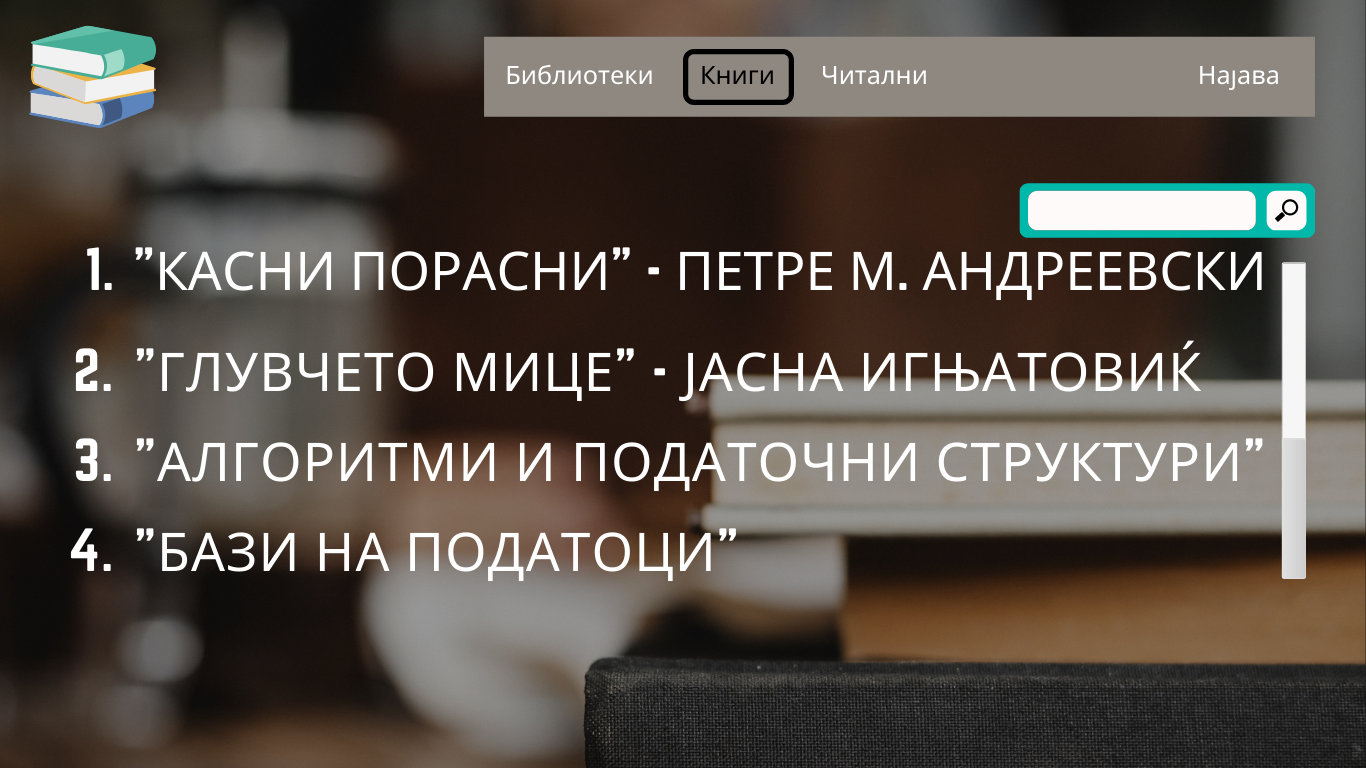 Библиотеки Книги Читални Најава
1. ”КАСНИ ПОРАСНИ” - ПЕТРЕ М. АНДРЕЕВСКИ
2. ”ГЛУВЧЕТО МИЦЕ” - ЈАСНА ИГЊАТОВИЌ
3. ”АЛГОРИТМИ И ПОДАТОЧНИ СТРУКТУРИ”
4. ”БАЗИ НА ПОДАТОЦИ”